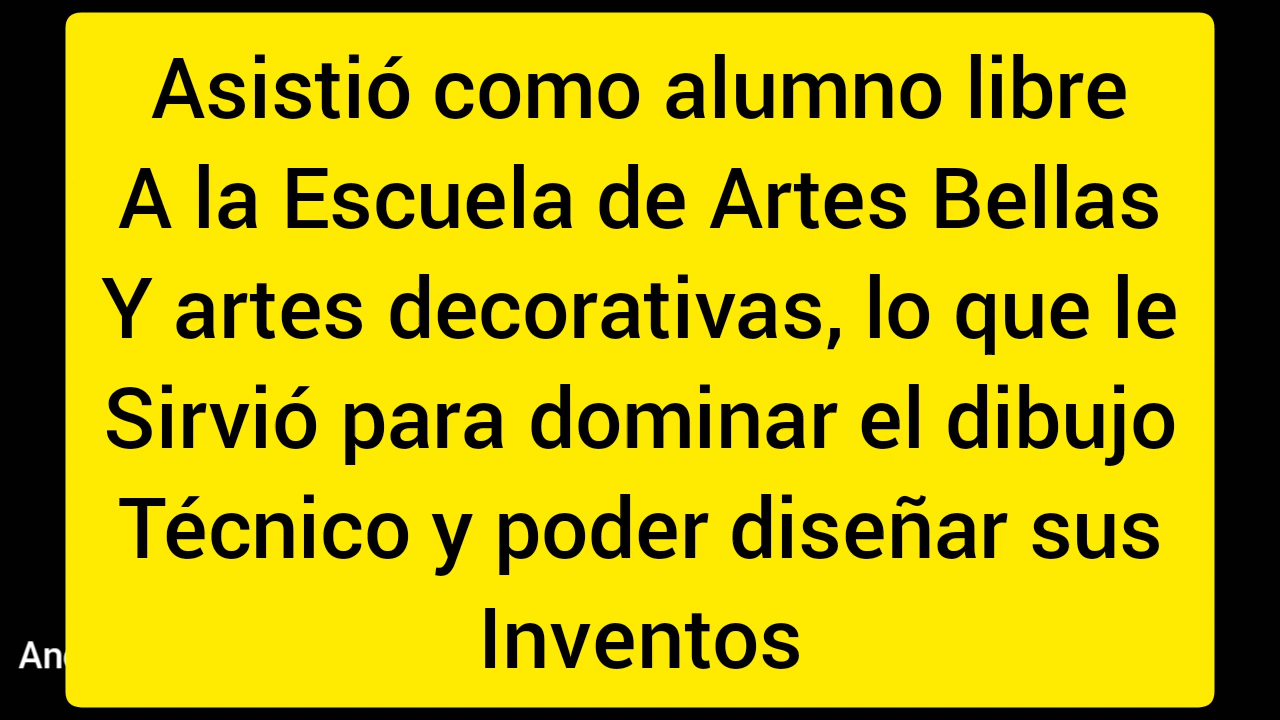 Asistió como alumno libre
A la Escuela de Artes Bellas
Y artes decorativas, lo que le
Sirvió para dominar el dibujo
Técnico y poder diseñar sus
Inventos